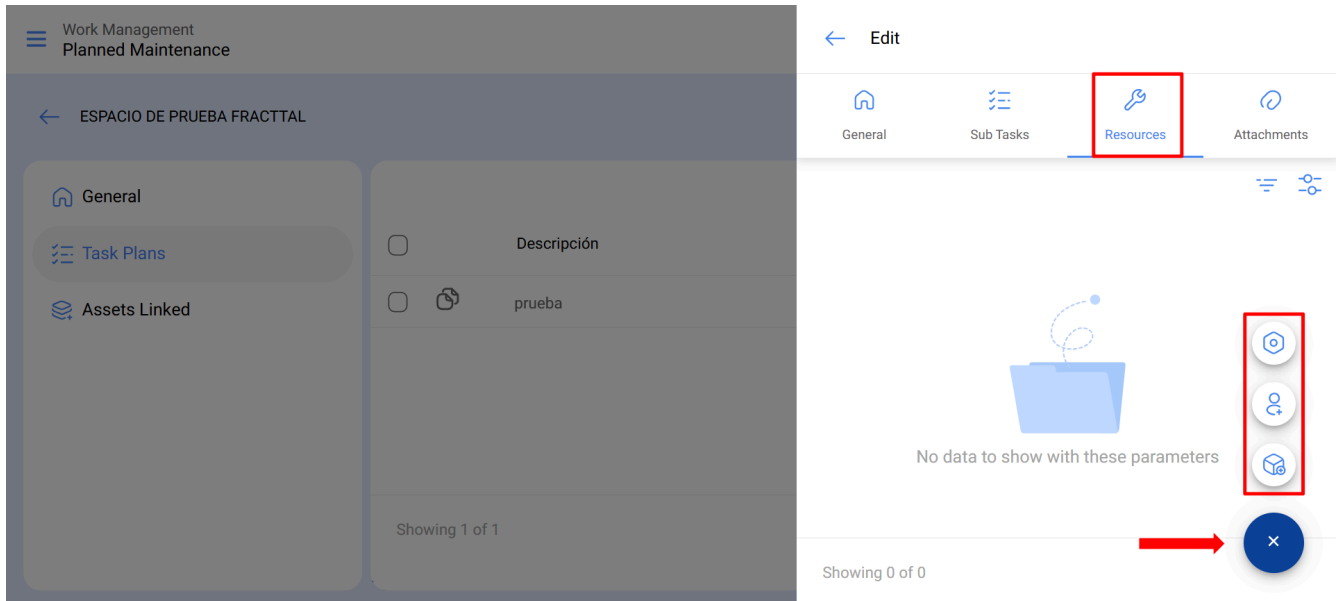 Work Management
Planned Maintenance
ESPACIO DE PRUEBA FRACTTAL
General
Task Plans
Assets Linked
Descripción
prueba
Showing 1 of 1
Edit
General
Sub Tasks
Resources
Attachments
No data to show with these parameters
Showing 0 of 0